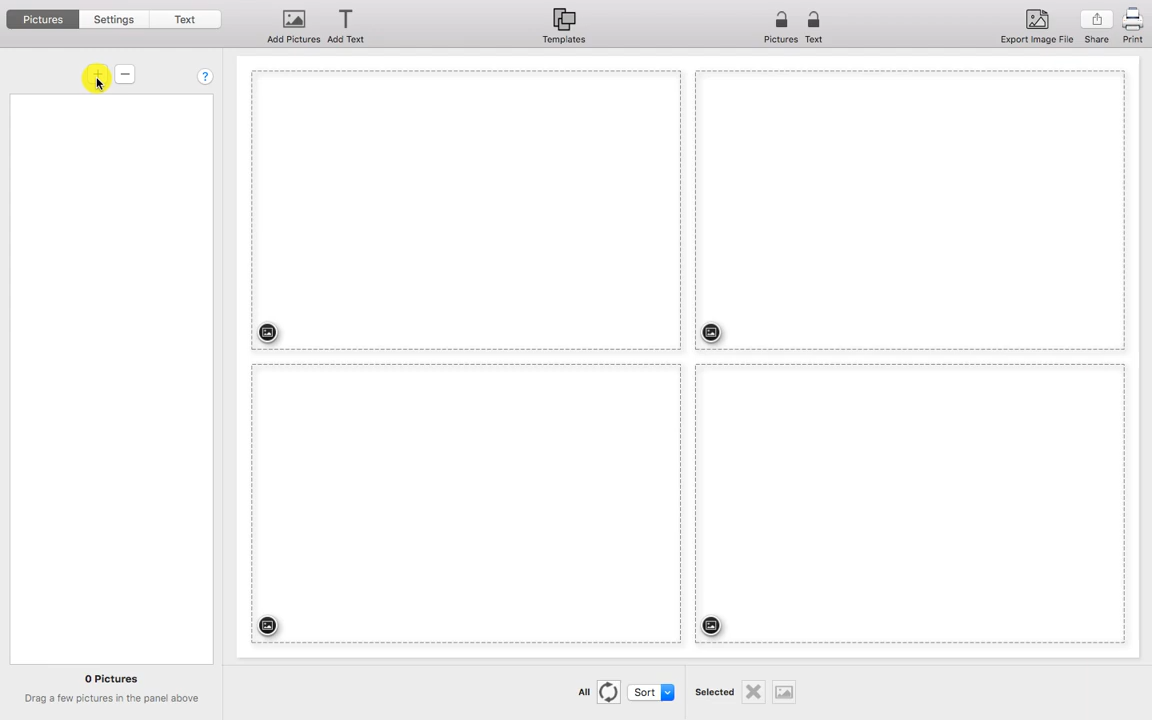 Pictures Settings Text
Add Pictures Add Text Templates Pictures Text Export Image File Share Print
+ − ?
0 Pictures
Drag a few pictures in the panel above
All Sort Selected